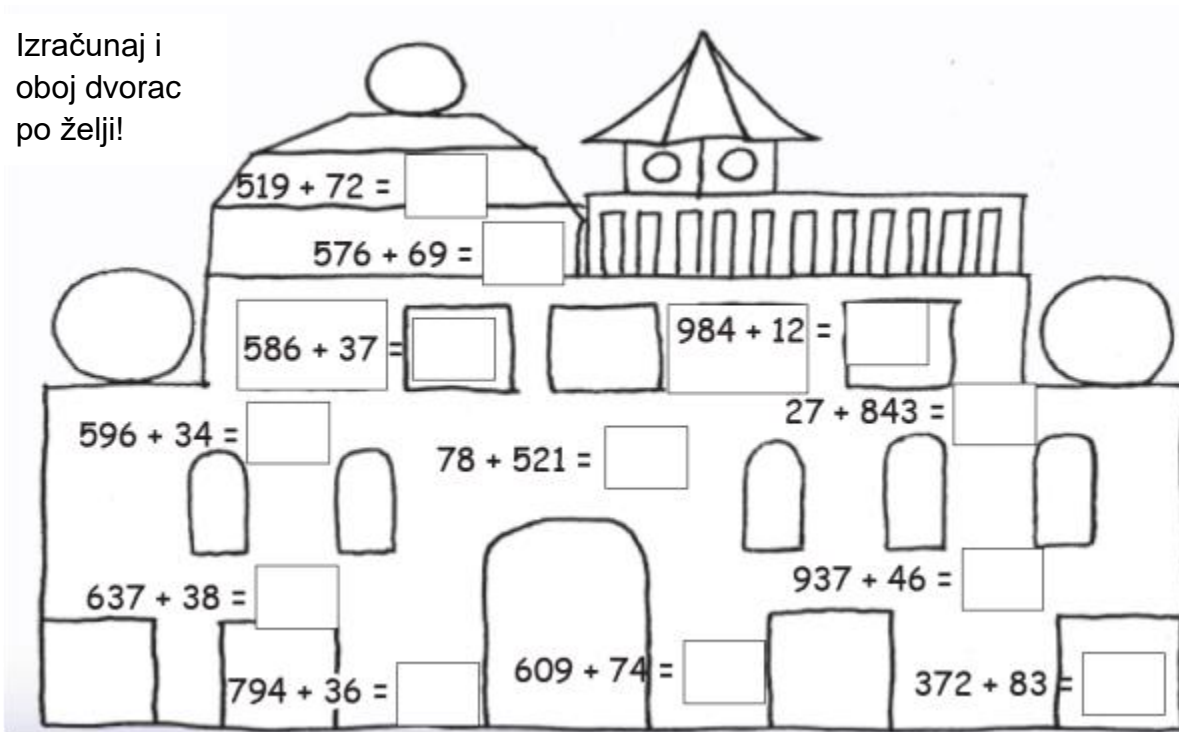 Izračunaj i
oboj dvorac
po želji!
519 + 72 =
576 + 69 =
586 + 37 =
984 + 12 =
596 + 34 =
78 + 521 =
27 + 843 =
637 + 38 =
937 + 46 =
794 + 36 =
609 + 74 =
372 + 83 =